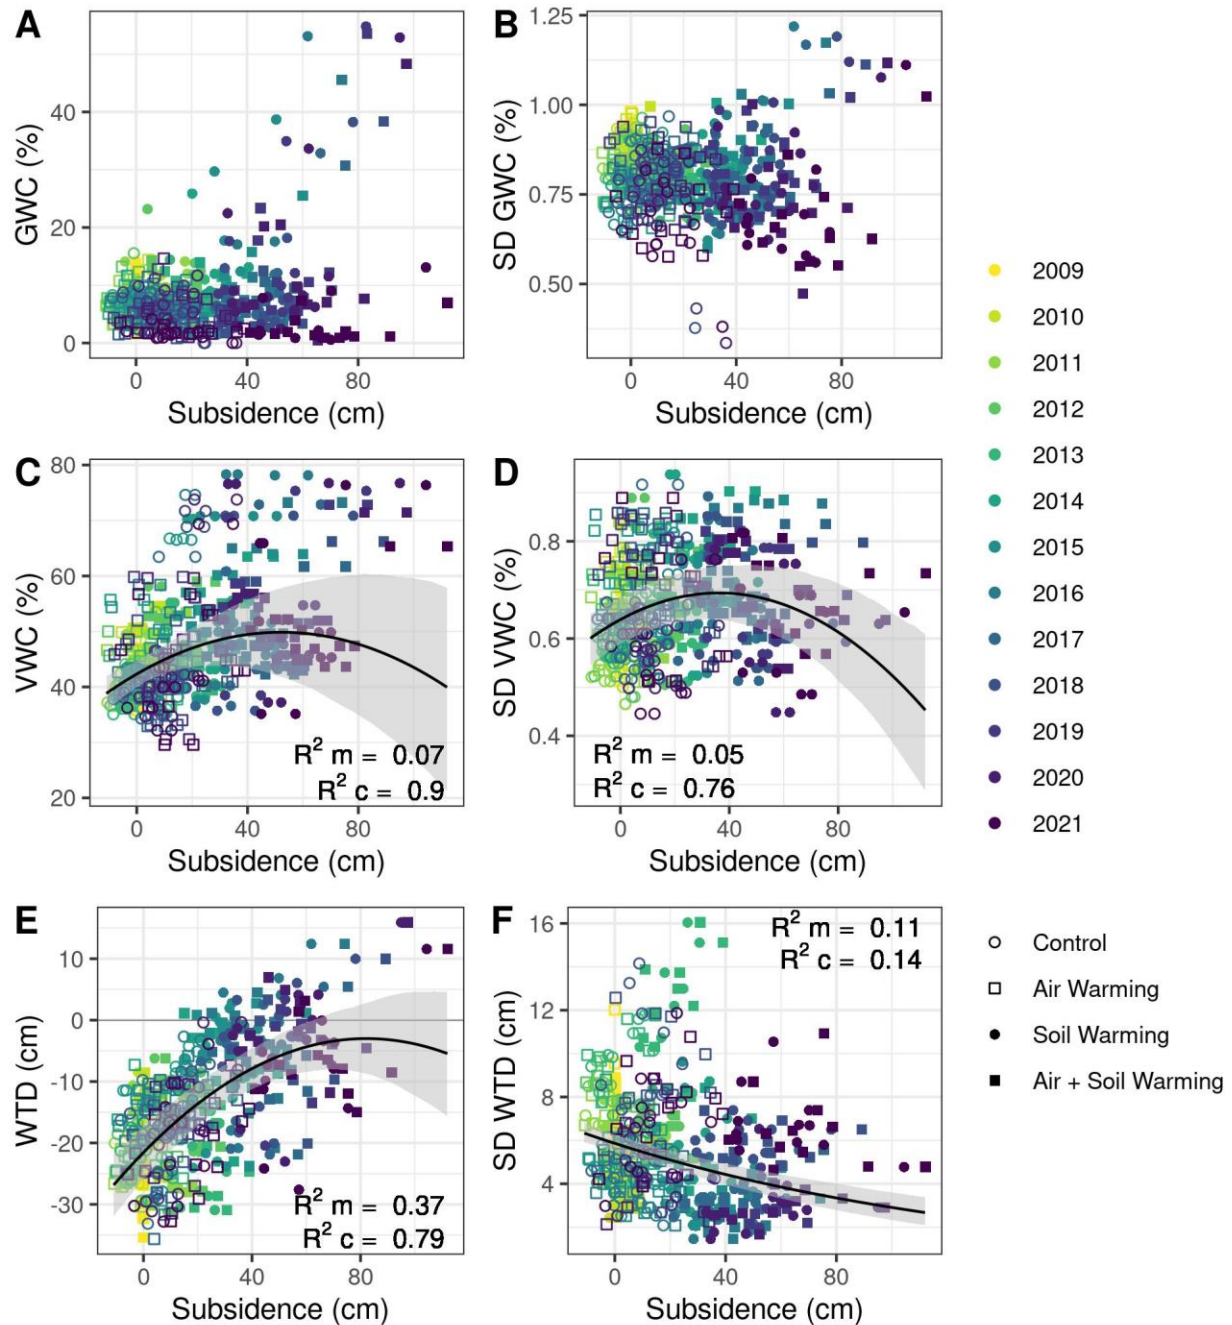 A
GWC (%)
40
20
0
0 40 80
Subsidence (cm)
B
SD GWC (%)
1.25
1.00
0.75
0.50
0 40 80
Subsidence (cm)
C
VWC (%)
80
60
40
20
R² m = 0.07
R² c = 0.9
0 40 80
Subsidence (cm)
D
SD VWC (%)
0.8
0.6
0.4
R² m = 0.05
R² c = 0.76
0 40 80
Subsidence (cm)
E
WTD (cm)
10
0
-10
-20
-30
R² m = 0.37
R² c = 0.79
0 40 80
Subsidence (cm)
F
SD WTD (cm)
16
12
8
4
R² m = 0.11
R² c = 0.14
0 40 80
Subsidence (cm)
2009
2010
2011
2012
2013
2014
2015
2016
2017
2018
2019
2020
2021
Control
Air Warming
Soil Warming
Air + Soil Warming